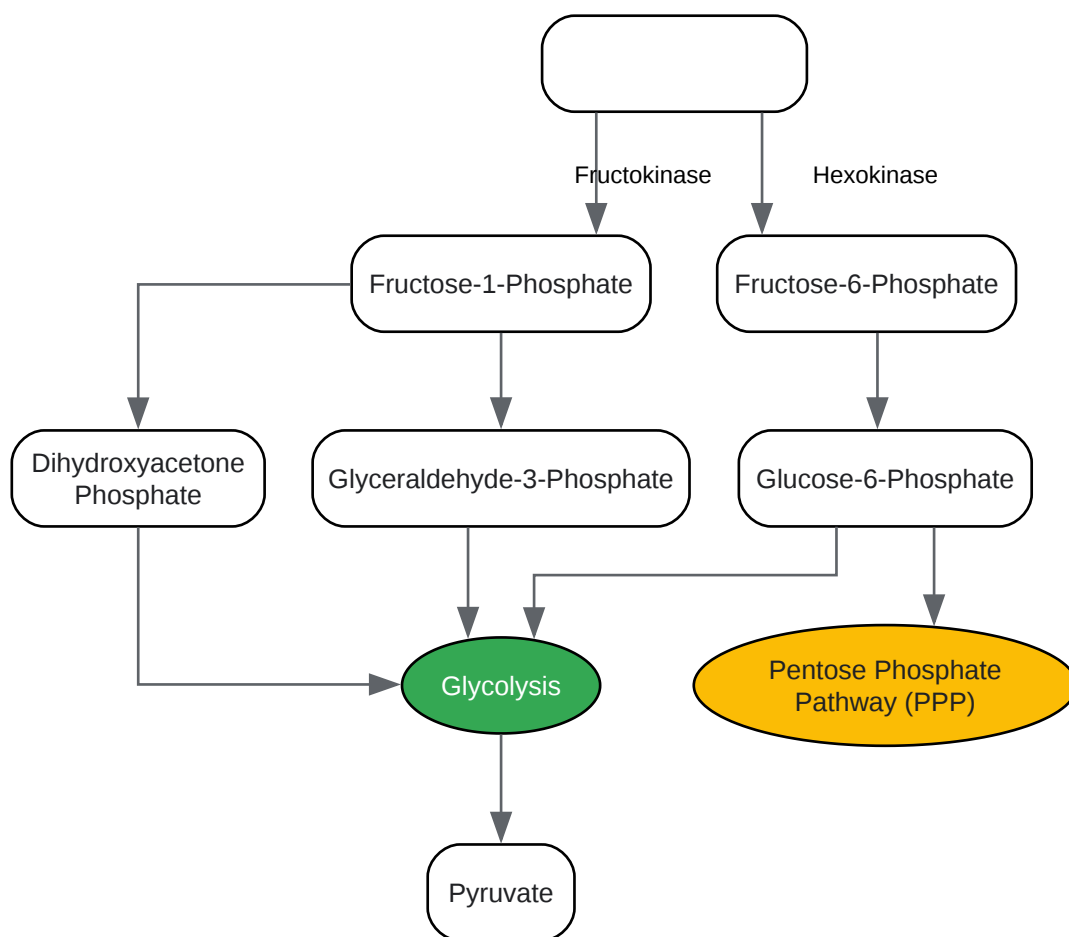 Fructokinase
Hexokinase
Fructose-1-Phosphate
Fructose-6-Phosphate
Dihydroxyacetone
Phosphate
Glyceraldehyde-3-Phosphate
Glucose-6-Phosphate
Glycolysis
Pentose Phosphate
Pathway (PPP)
Pyruvate